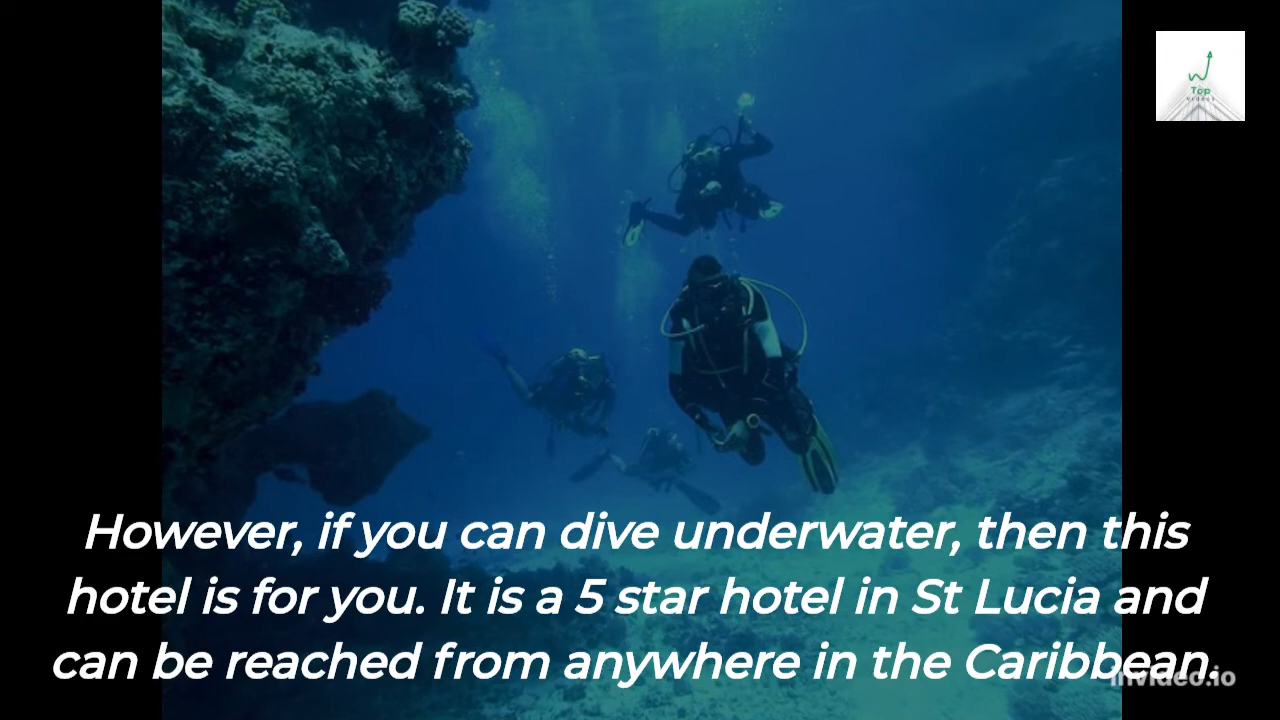 Top
Videos
However, if you can dive underwater, then this
hotel is for you. It is a 5 star hotel in St Lucia and
can be reached from anywhere in the Caribbean.
invideo.io